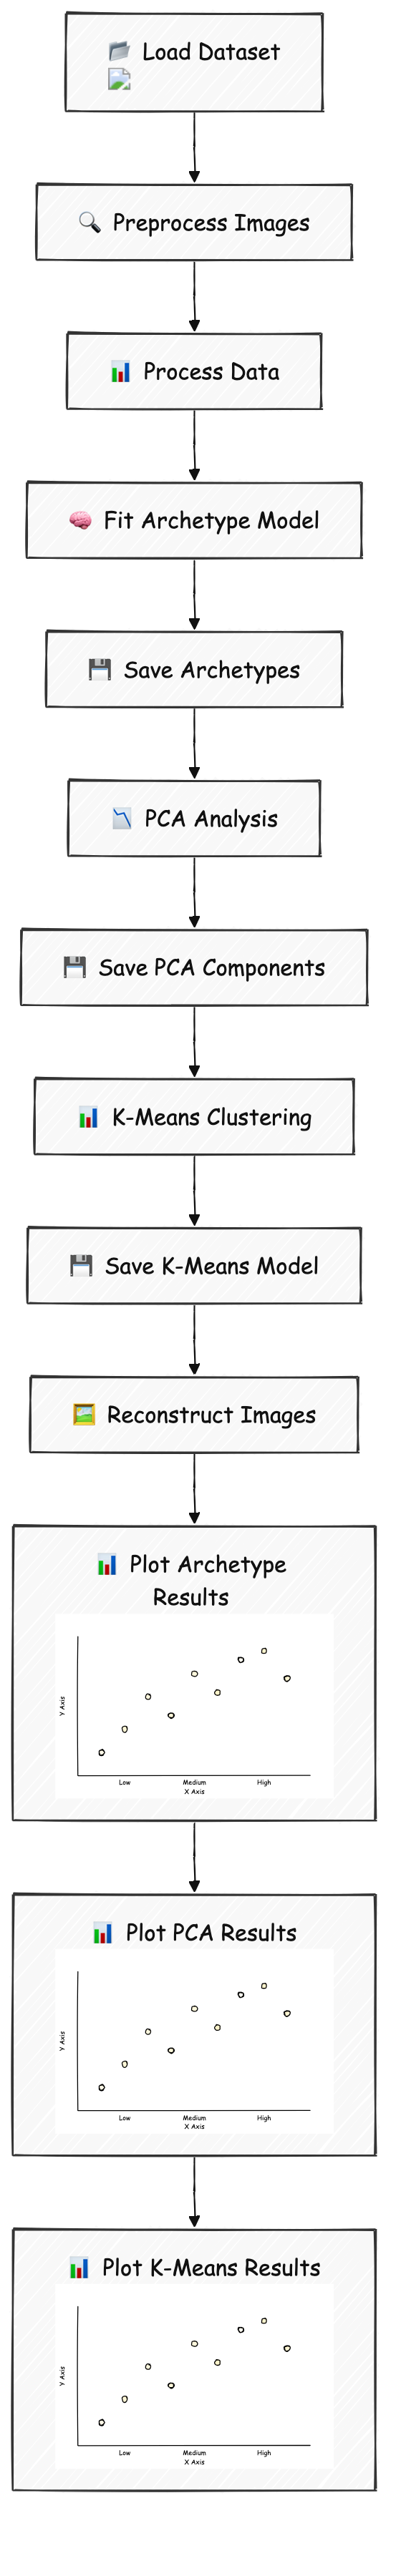 Load Dataset
Preprocess Images
Process Data
Fit Archetype Model
Save Archetypes
PCA Analysis
Save PCA Components
K-Means Clustering
Save K-Means Model
Reconstruct Images
Plot Archetype
Results
Y Axis
Low Medium High
X Axis
Plot PCA Results
Y Axis
Low Medium High
X Axis
Plot K-Means Results
Y Axis
Low Medium High
X Axis